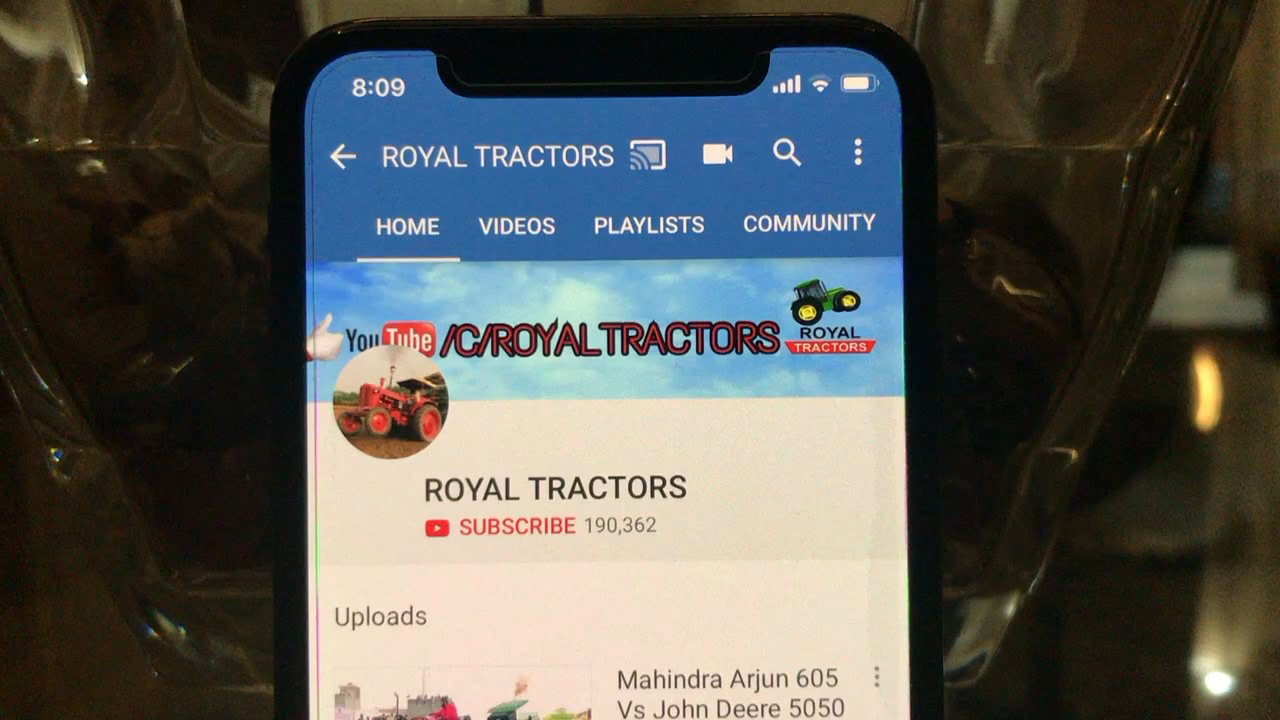 8:09
ROYAL TRACTORS
HOME VIDEOS PLAYLISTS COMMUNITY
YouTube /C/ROYALTRACTORS
ROYAL
TRACTORS
ROYAL TRACTORS
SUBSCRIBE 190,362
Uploads
Mahindra Arjun 605
Vs John Deere 5050